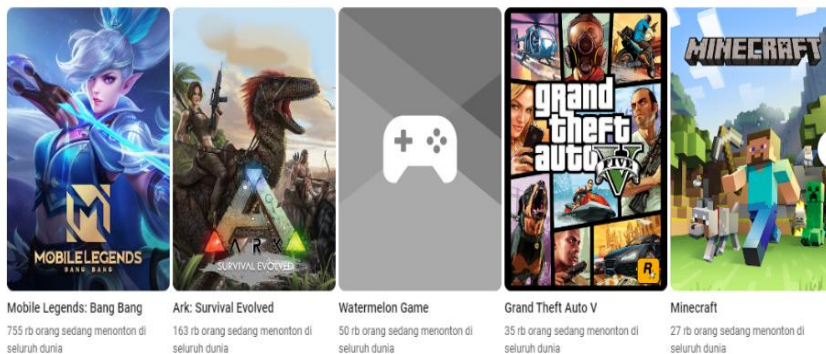 MOBILE LEGENDS
BANG BANG
ARK
SURVIVAL EVOLVED
grand
theft
auto
V
FIVE
R
MINECRAFT
Mobile Legends: Bang Bang
755 rb orang sedang menonton di
seluruh dunia
Ark: Survival Evolved
163 rb orang sedang menonton di
seluruh dunia
Watermelon Game
50 rb orang sedang menonton di
seluruh dunia
Grand Theft Auto V
35 rb orang sedang menonton di
seluruh dunia
Minecraft
27 rb orang sedang menonton di
seluruh dunia